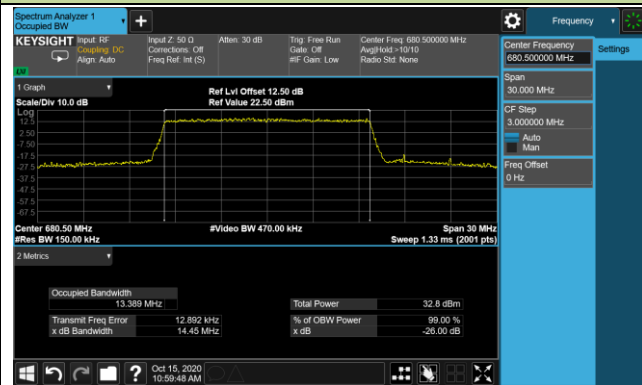 Spectrum Analyzer 1
Occupied BW
Frequency
KEYSIGHT
Input: RF
Coupling: DC
Align: Auto
Input Z: 50 Ω
Corrections: Off
Freq Ref: Int (S)
Atten: 30 dB
Trig: Free Run
Gate: Off
#IF Gain: Low
Center Freq: 680.500000 MHz
Avg|Hold:>10/10
Radio Std: None
Center Frequency
680.500000 MHz
Settings
Span
30.000 MHz
CF Step
3.000000 MHz
Auto
Man
Freq Offset
0 Hz
1 Graph
Scale/Div 10.0 dB
Ref Lvl Offset 12.50 dB
Ref Value 22.50 dBm
Log
12.5
2.50
-7.50
-17.5
-27.5
-37.5
-47.5
-57.5
-67.5
Center 680.50 MHz
#Res BW 150.00 kHz
#Video BW 470.00 kHz
Span 30 MHz
Sweep 1.33 ms (2001 pts)
2 Metrics
Occupied Bandwidth
13.389 MHz
Total Power 32.8 dBm
Transmit Freq Error 12.892 kHz
% of OBW Power 99.00 %
x dB Bandwidth 14.45 MHz
x dB -26.00 dB
?
Oct 15, 2020
10:59:48 AM